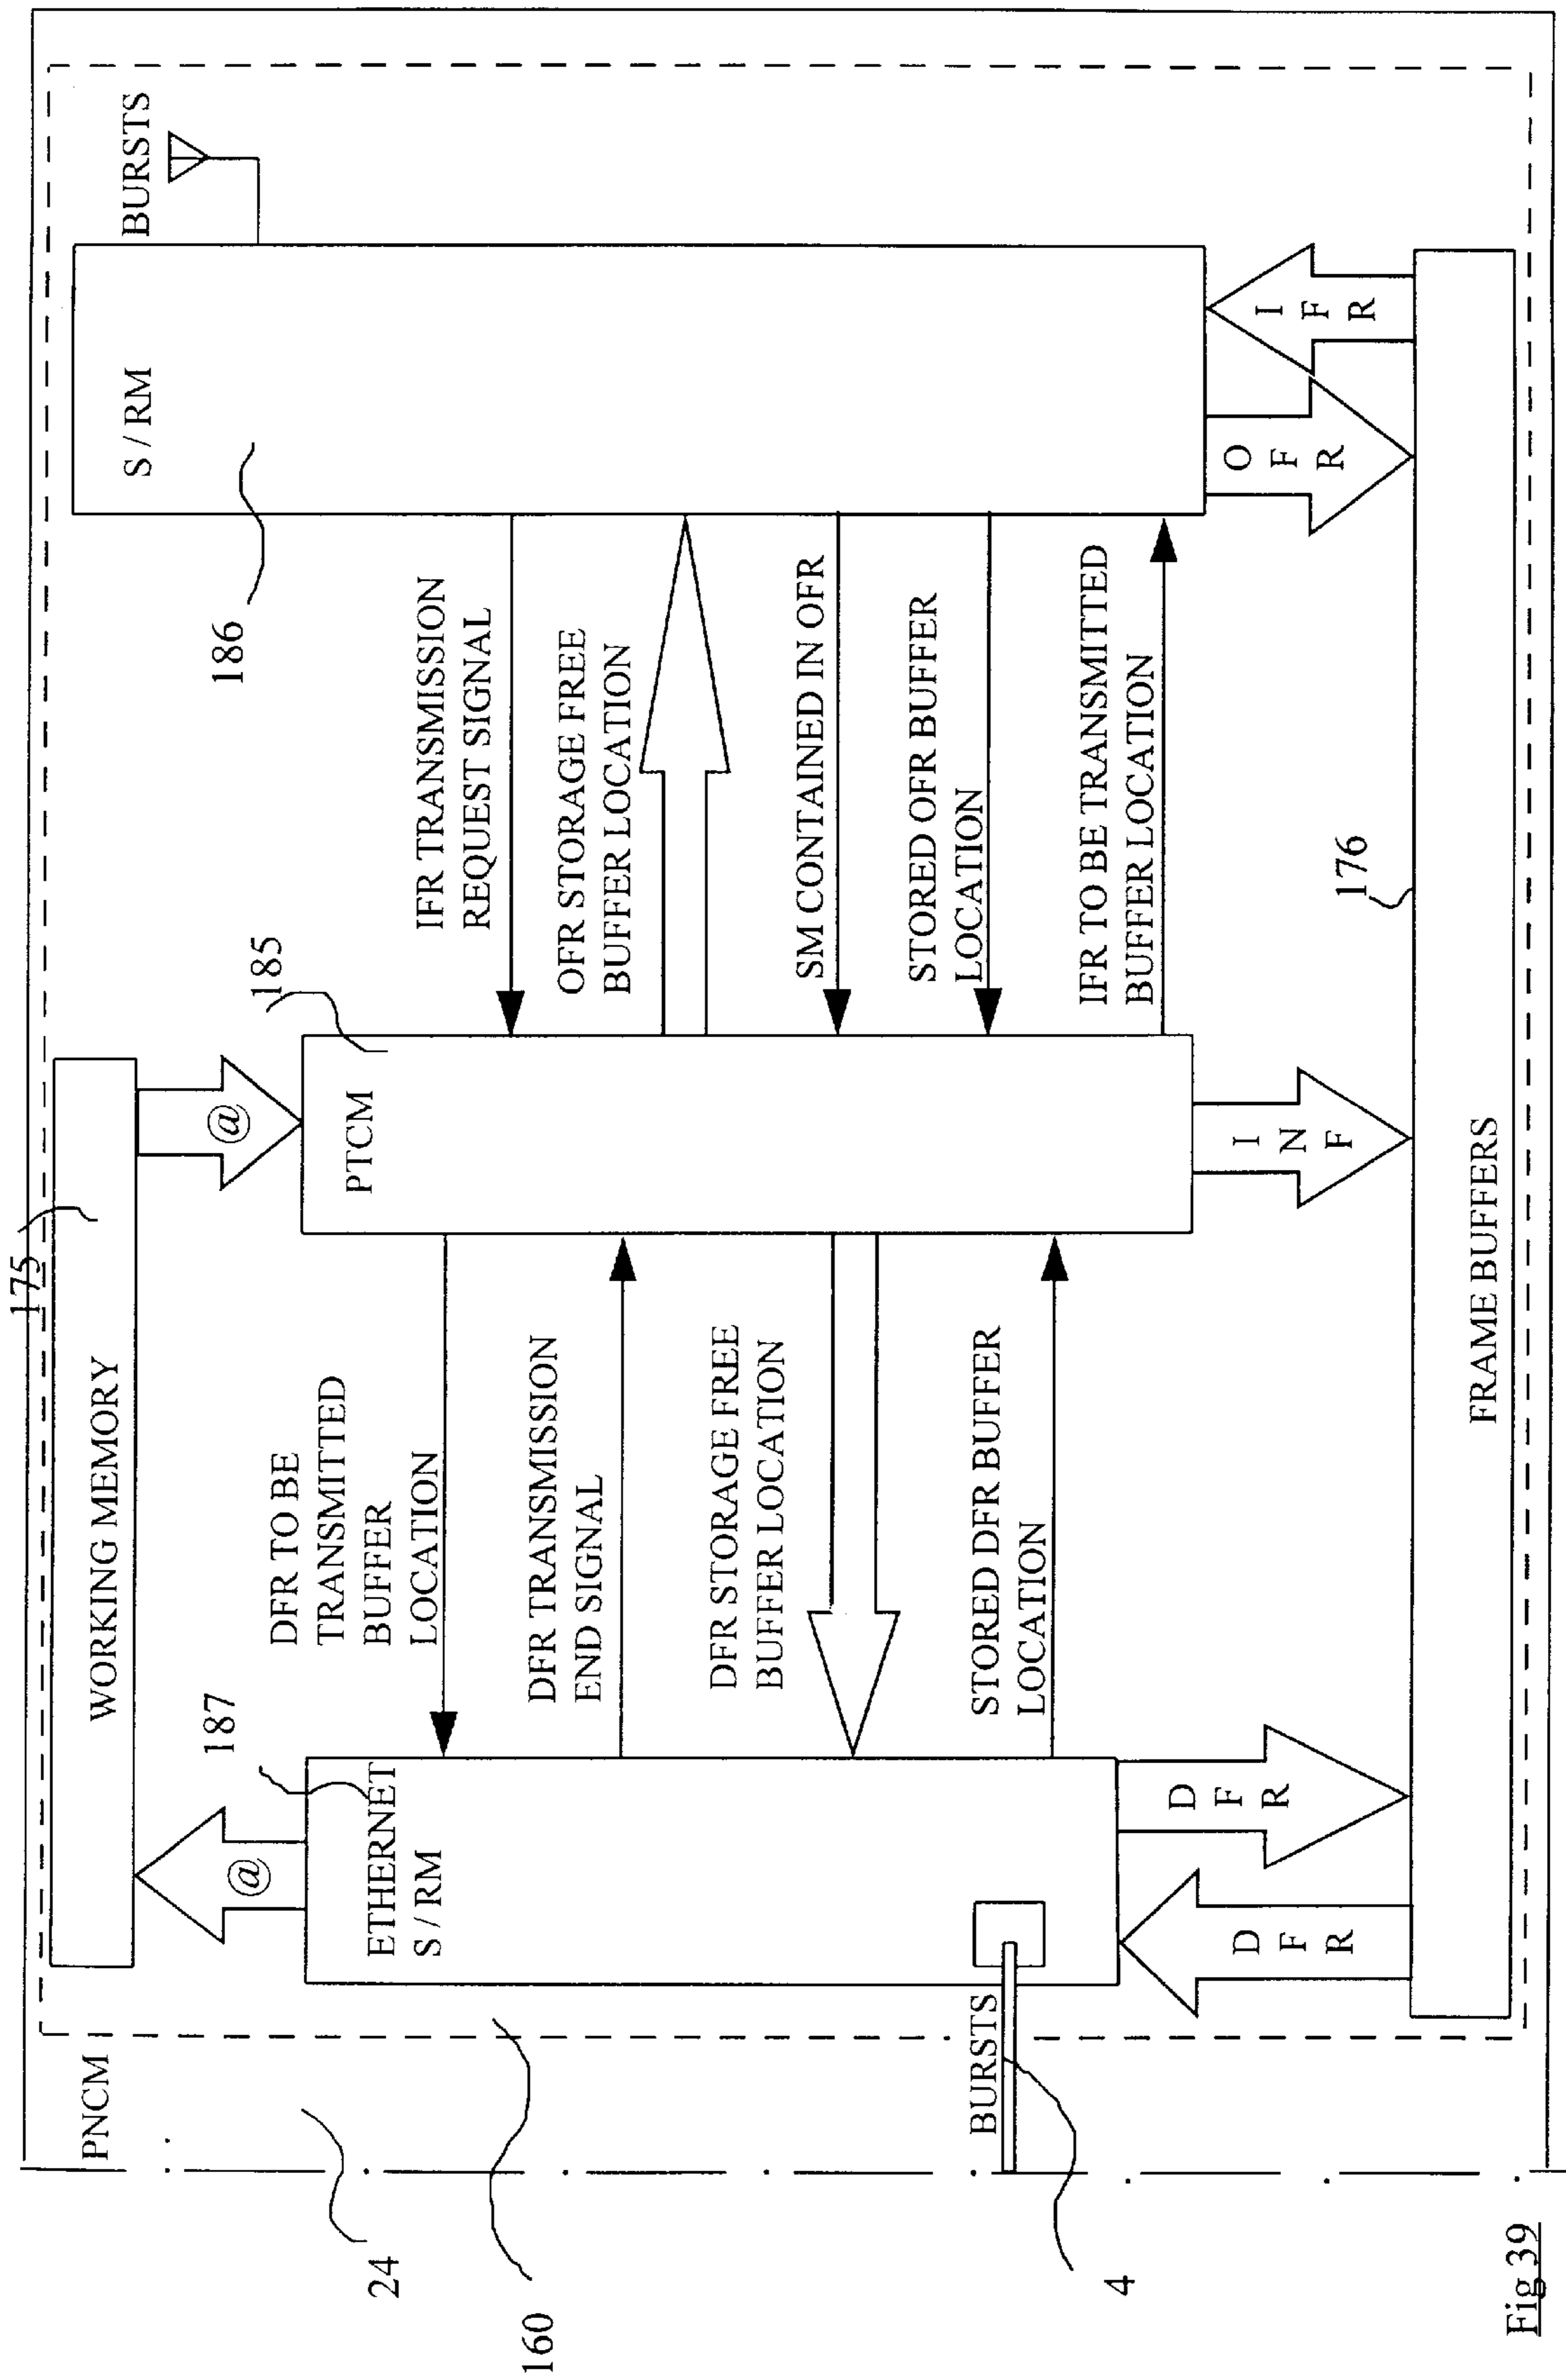 PNCM
24
160
175
WORKING MEMORY
@
@
187
ETHERNET
S / RM
DFR TO BE
TRANSMITTED
BUFFER
LOCATION
DFR TRANSMISSION
END SIGNAL
DFR STORAGE FREE
BUFFER LOCATION
STORED DFR BUFFER
LOCATION
185
PTCM
IFR TRANSMISSION
REQUEST SIGNAL
OFR STORAGE FREE
BUFFER LOCATION
SM CONTAINED IN OFR
STORED OFR BUFFER
LOCATION
IFR TO BE TRANSMITTED
BUFFER LOCATION
186
S / RM
BURSTS
BURSTS
4
D
F
R
D
F
R
I
N
F
O
F
R
I
F
R
176
FRAME BUFFERS
Fig 39